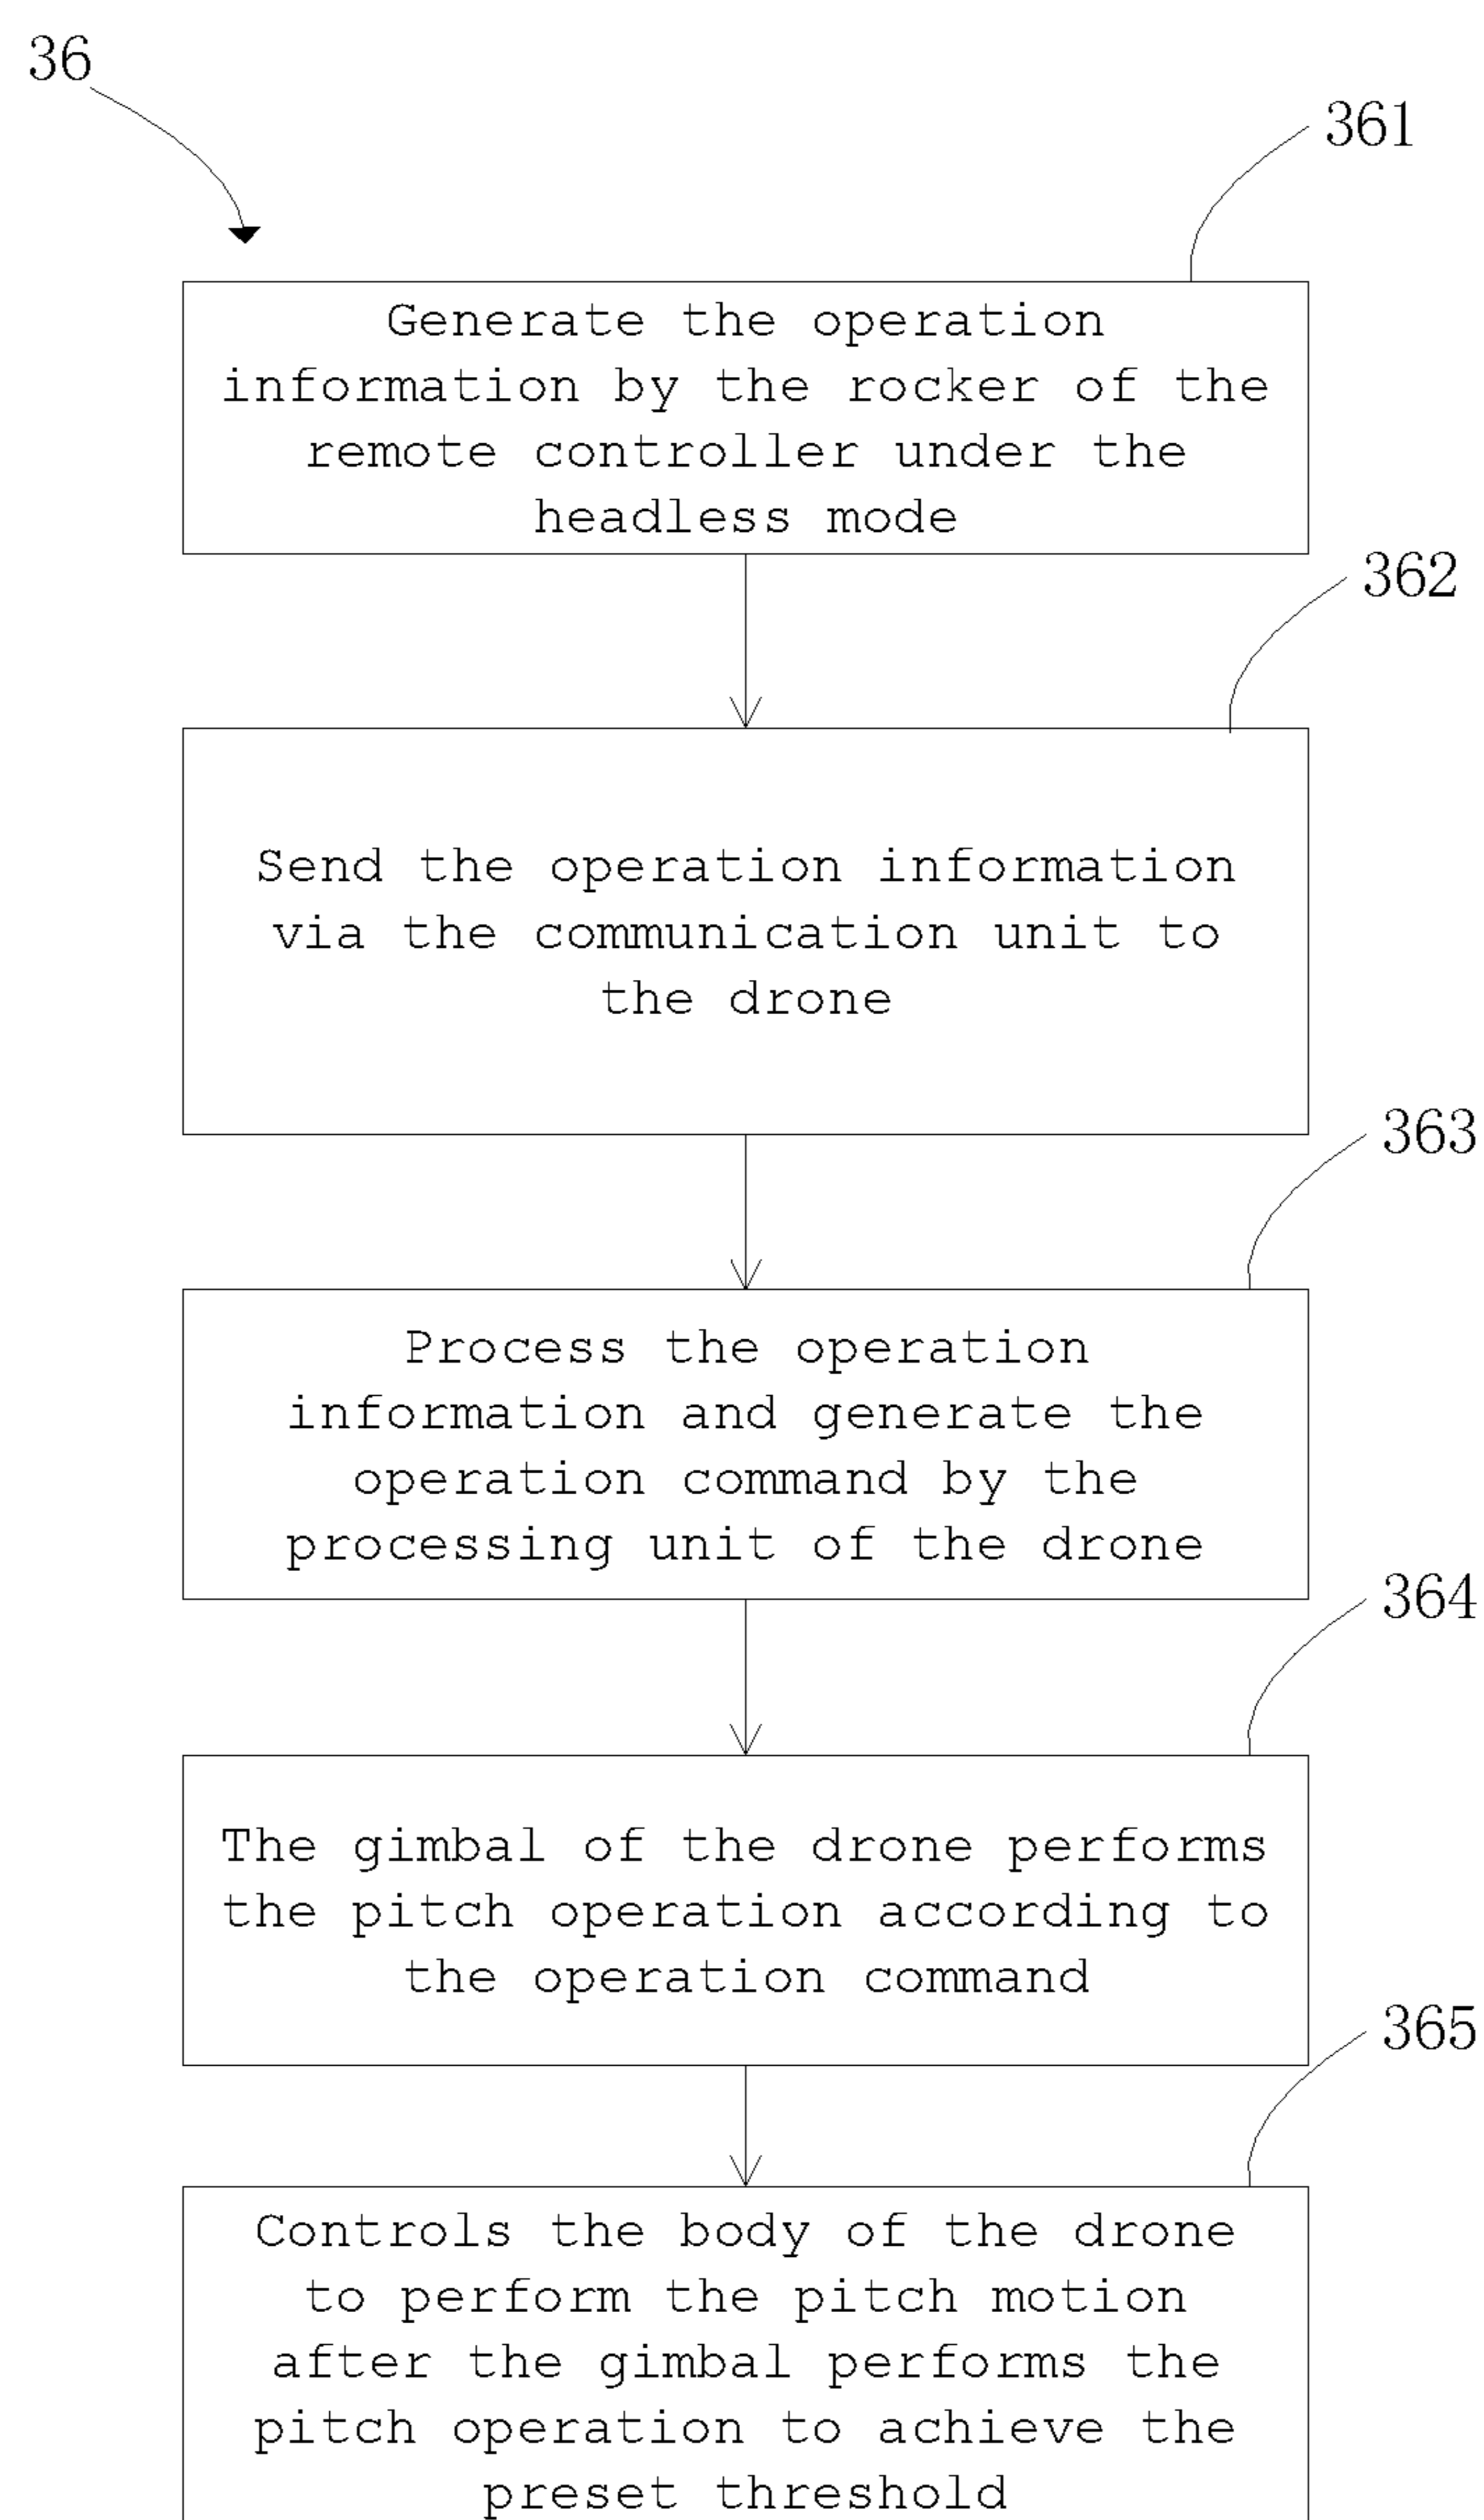 36
361
Generate the operation
information by the rocker of the
remote controller under the
headless mode
362
Send the operation information
via the communication unit to
the drone
363
Process the operation
information and generate the
operation command by the
processing unit of the drone
364
The gimbal of the drone performs
the pitch operation according to
the operation command
365
Controls the body of the drone
to perform the pitch motion
after the gimbal performs the
pitch operation to achieve the
preset threshold